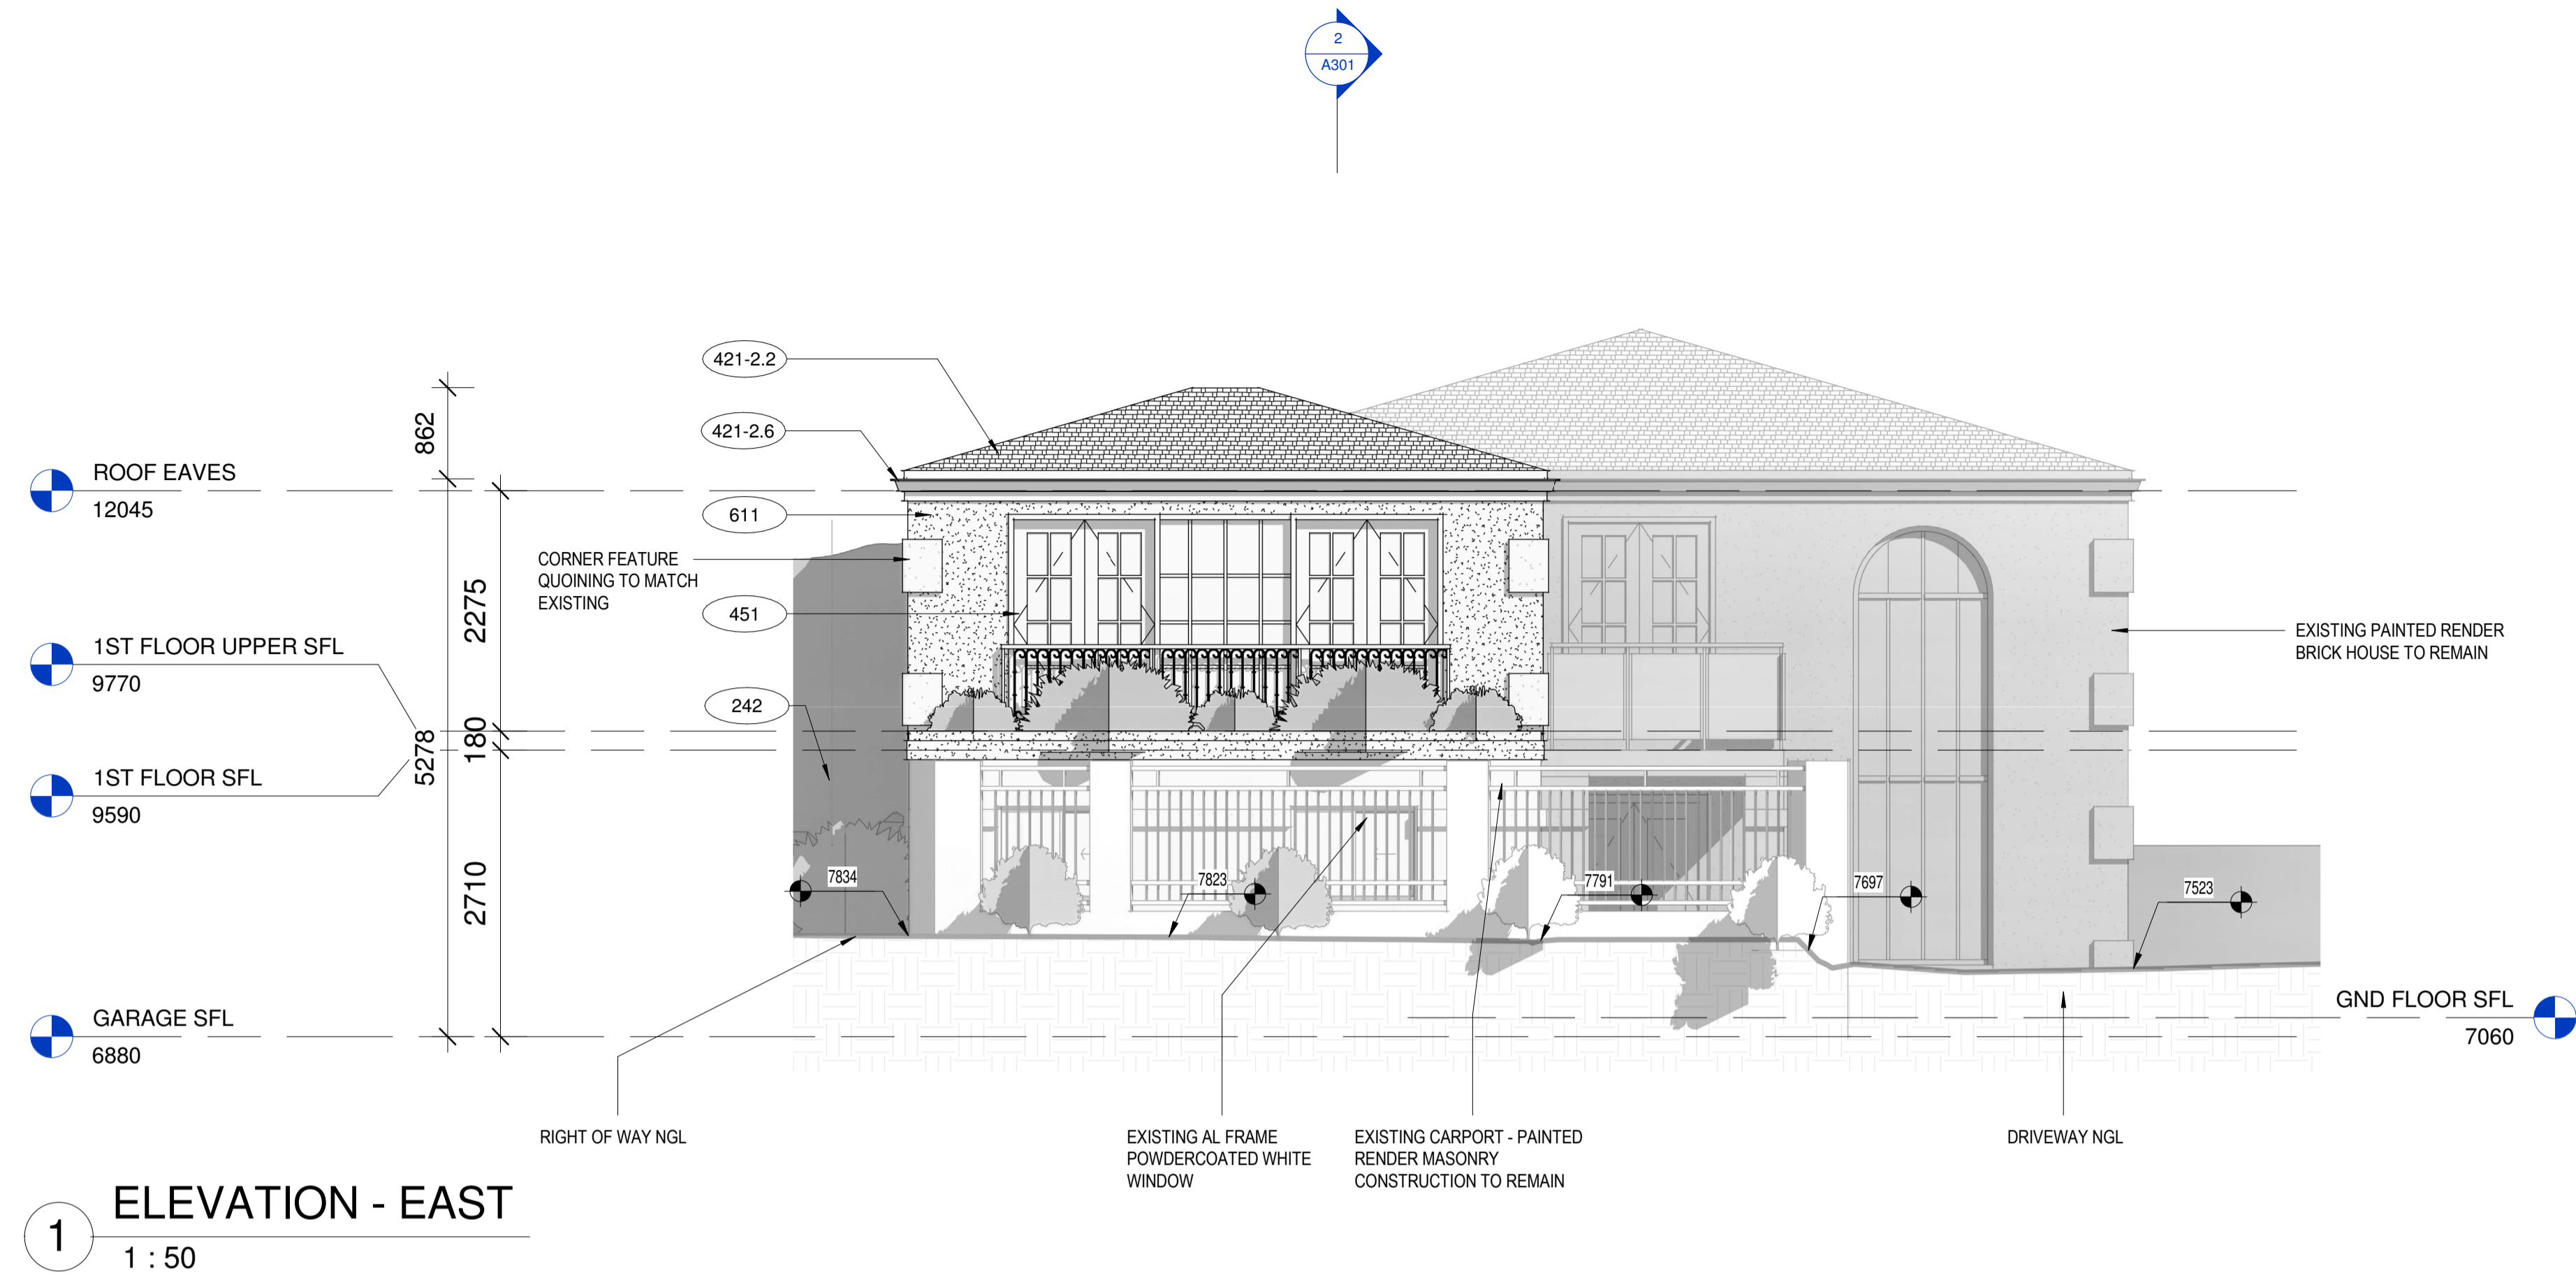 2
A301
421-2.2
421-2.6
862
ROOF EAVES
12045
611
CORNER FEATURE
QUOINING TO MATCH
EXISTING
2275
451
1ST FLOOR UPPER SFL
9770
EXISTING PAINTED RENDER
BRICK HOUSE TO REMAIN
242
180
5278
1ST FLOOR SFL
9590
2710
7834
7823
7791
7697
7523
GARAGE SFL
6880
GND FLOOR SFL
7060
RIGHT OF WAY NGL
EXISTING AL FRAME
POWDERCOATED WHITE
WINDOW
EXISTING CARPORT - PAINTED
RENDER MASONRY
CONSTRUCTION TO REMAIN
DRIVEWAY NGL
1
ELEVATION - EAST
1 : 50